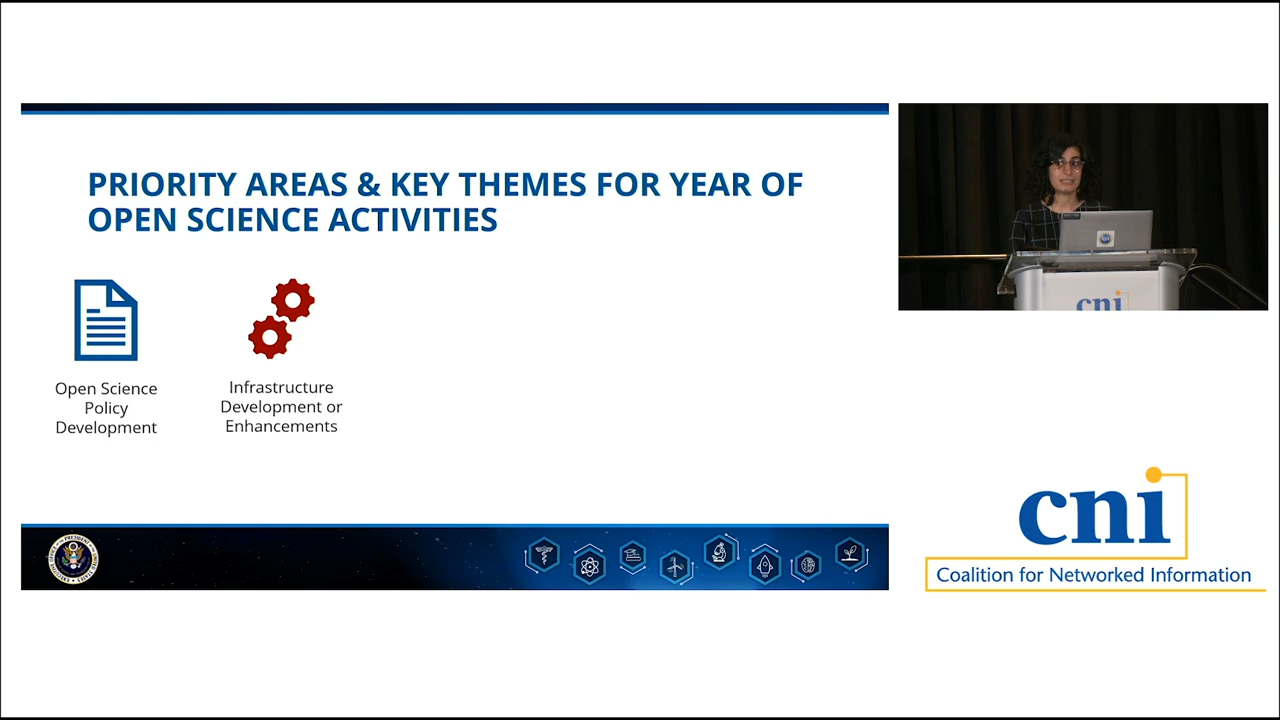 PRIORITY AREAS & KEY THEMES FOR YEAR OF
OPEN SCIENCE ACTIVITIES
Open Science
Policy
Development
Infrastructure
Development or
Enhancements
cni
cni
Coalition for Networked Information